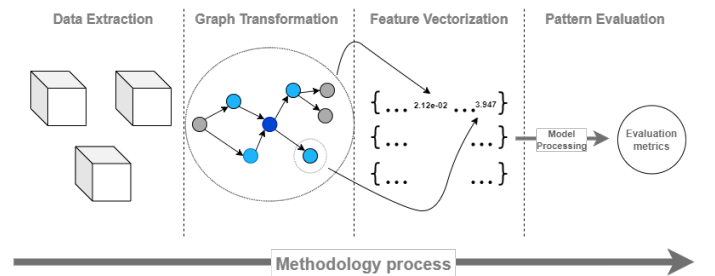 Data Extraction
Graph Transformation
Feature Vectorization
Pattern Evaluation
{... 2.12e-02 ...3.947}
{... ...}
{... ...}
Model
Processing
Evaluation
metrics
Methodology process